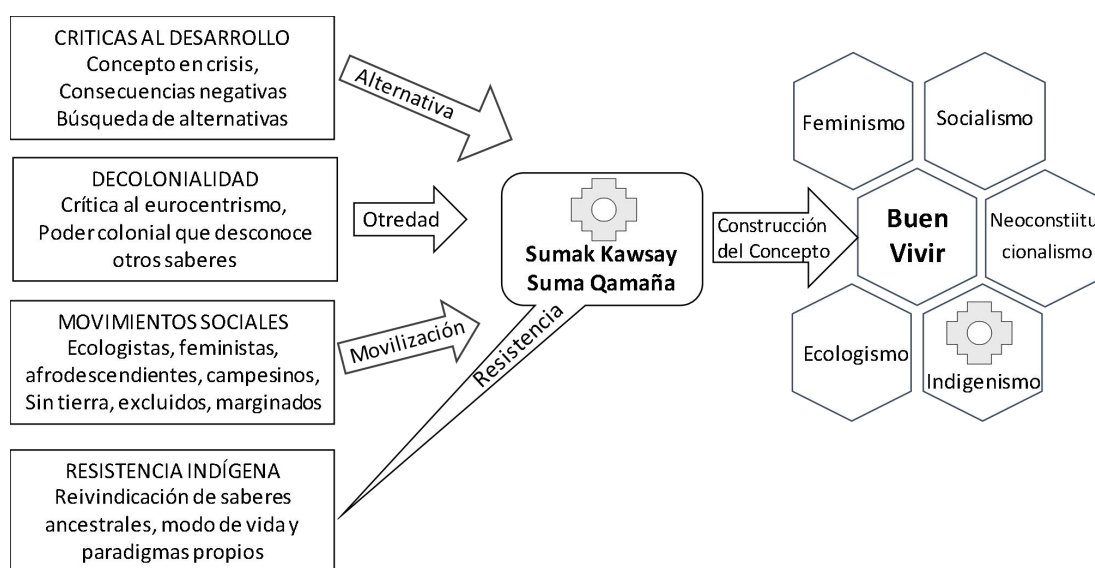 CRITICAS AL DESARROLLO
Concepto en crisis,
Consecuencias negativas
Búsqueda de alternativas
Alternativa
DECOLONIALIDAD
Crítica al eurocentrismo,
Poder colonial que desconoce
otros saberes
Otredad
MOVIMIENTOS SOCIALES
Ecologistas, feministas,
afrodescendientes, campesinos,
Sin tierra, excluidos, marginados
Movilización
RESISTENCIA INDÍGENA
Reivindicación de saberes
ancestrales, modo de vida y
paradigmas propios
Resistencia
Sumak Kawsay
Suma Qamaña
Construcción
del Concepto
Feminismo
Socialismo
Buen
Vivir
Neoconstiitu
cionalismo
Ecologismo
Indigenismo